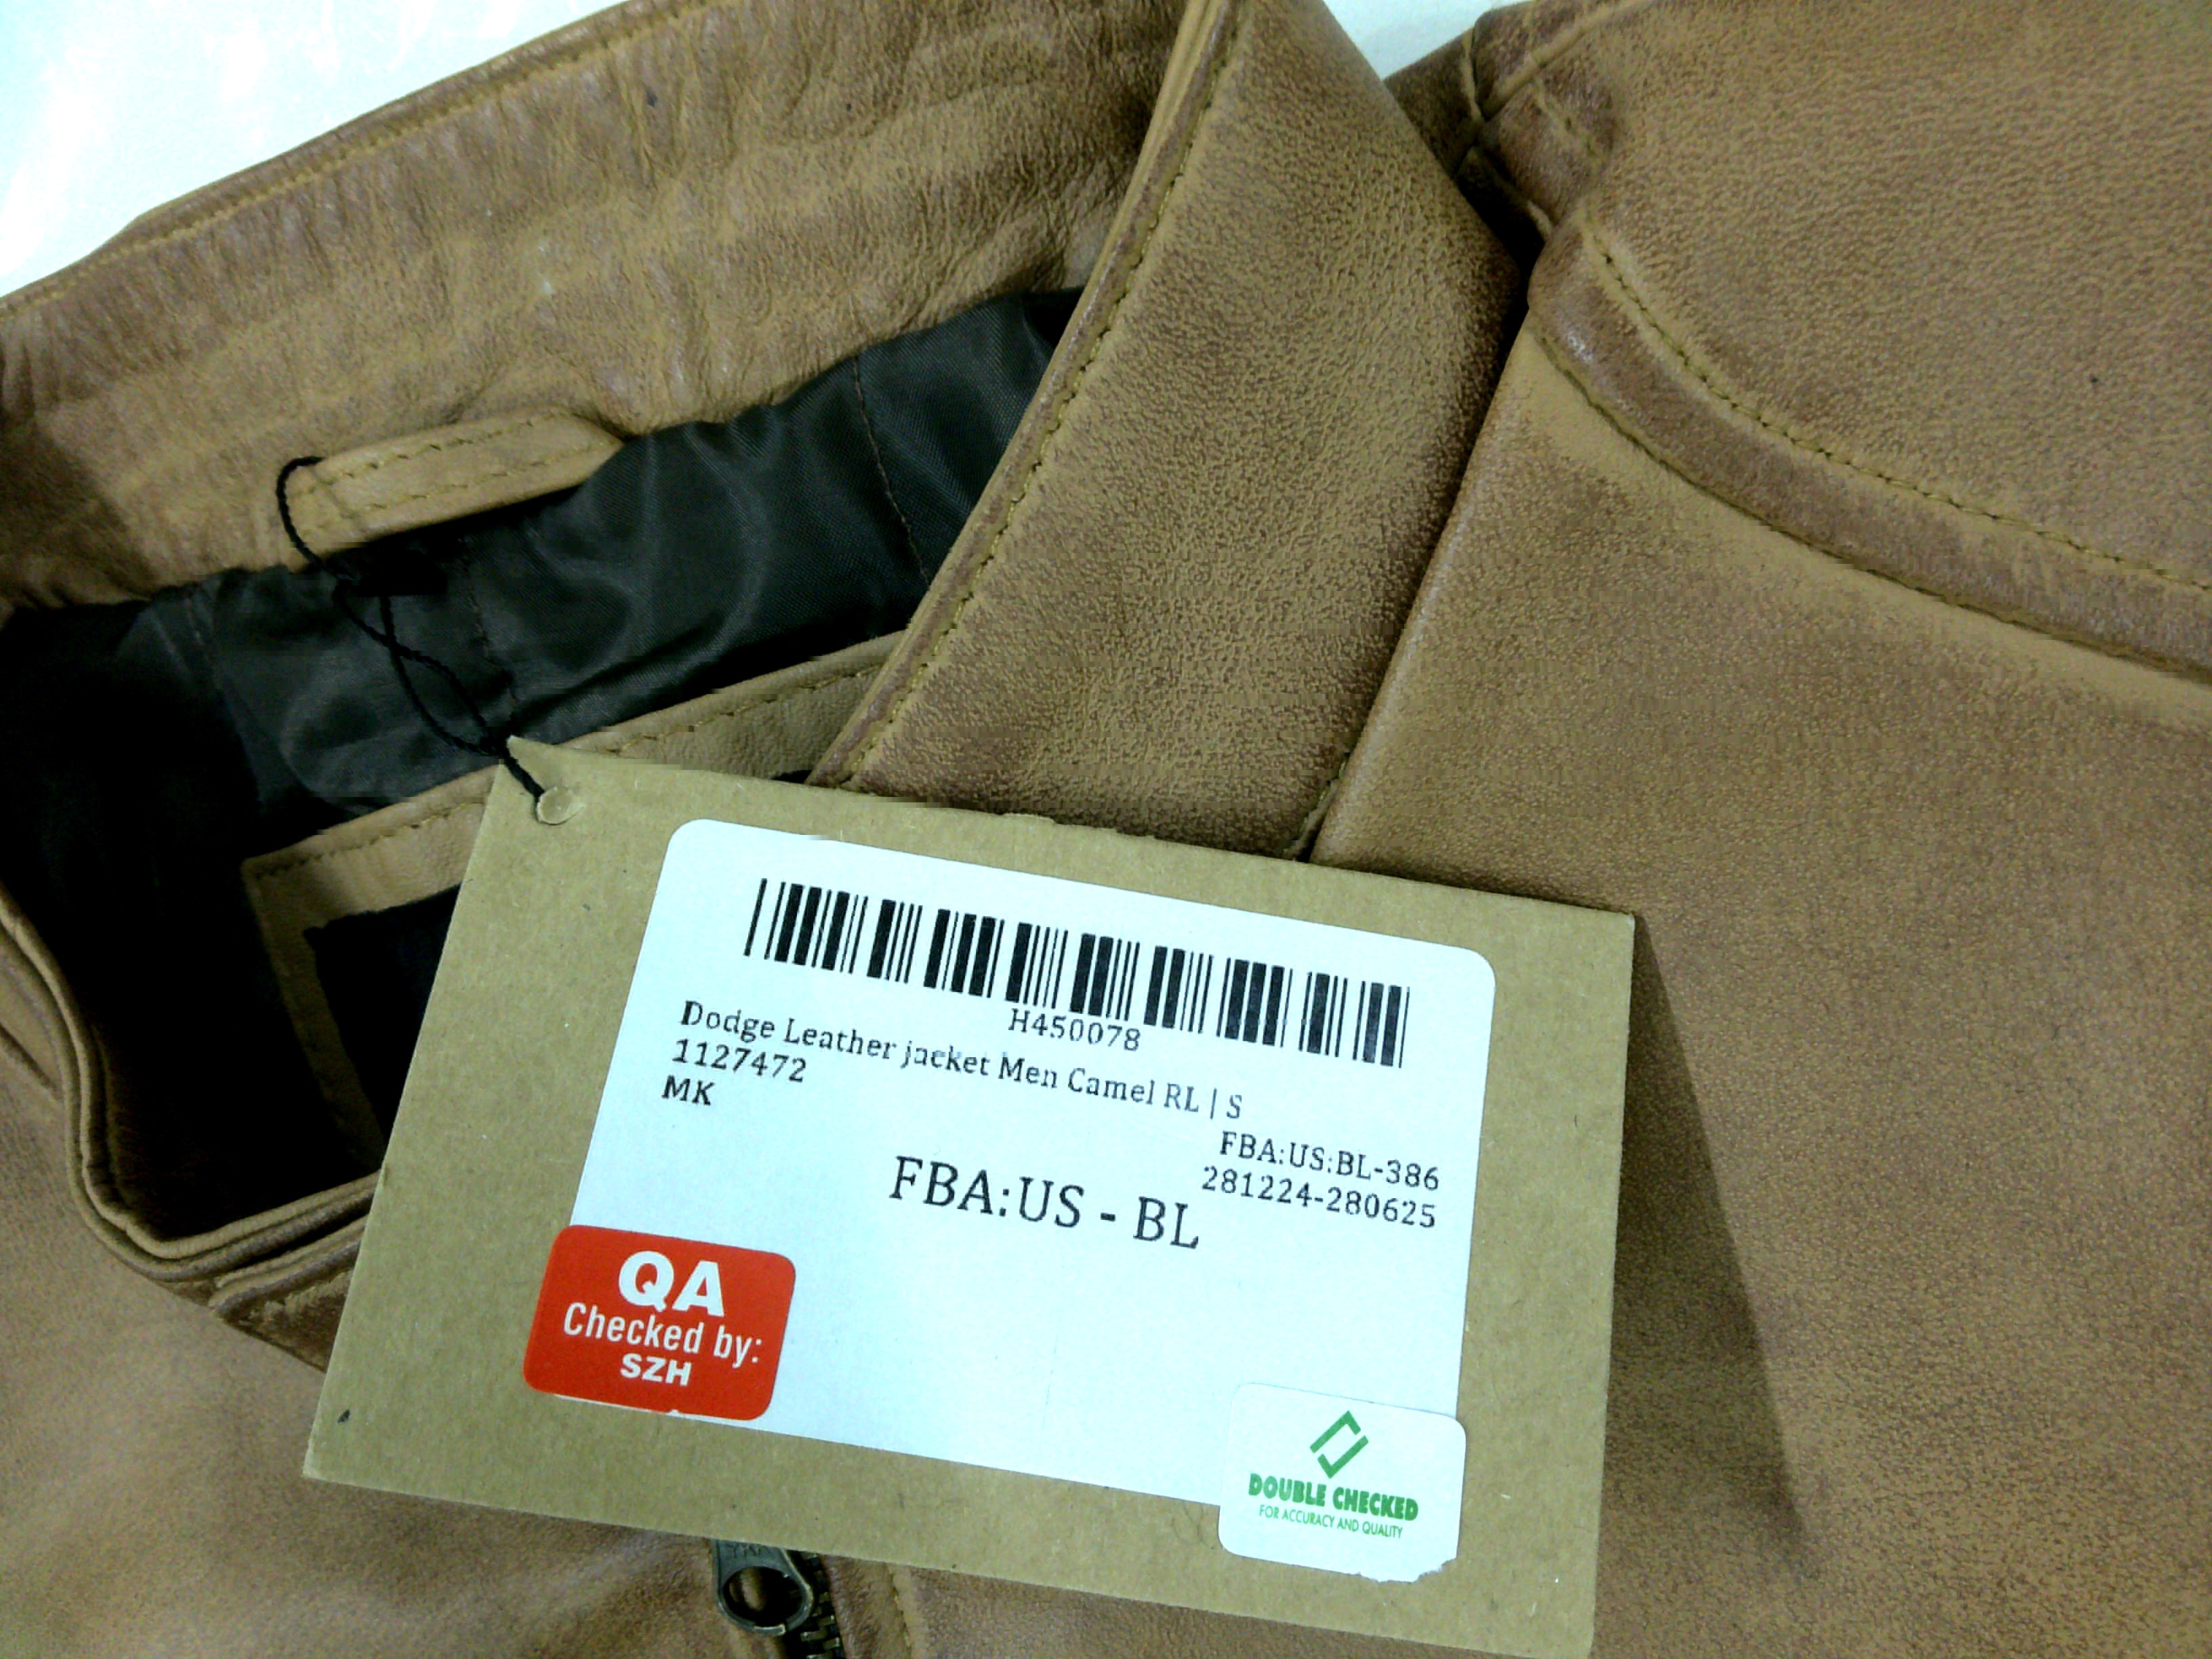 H450078
Dodge Leather jacket Men Camel RL | S
1127472
MK
FBA:US:BL-386
281224-280625
FBA:US - BL
QA
Checked by:
SZH
DOUBLE CHECKED
FOR ACCURACY AND QUALITY